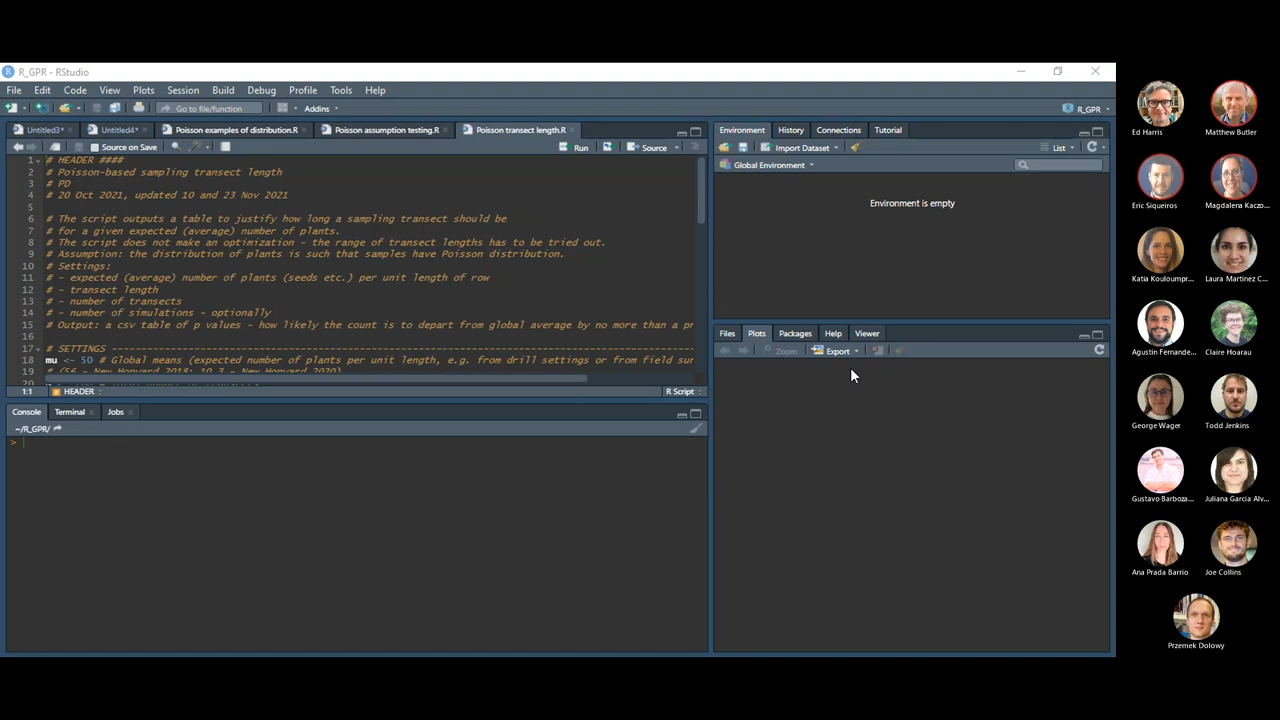 R_GPR - RStudio
File Edit Code View Plots Session Build Debug Profile Tools Help
Go to file/function Addins R_GPR
Untitled3* Untitled4* Poisson examples of distribution.R Poisson assumption testing.R Poisson transect length.R
Source on Save Run Source
1 # HEADER ####
2 # Poisson-based sampling transect length
3 # PD
4 # 20 Oct 2021, updated 10 and 23 Nov 2021
5
6 # The script outputs a table to justify how long a sampling transect should be
7 # for a given expected (average) number of plants.
8 # The script does not make an optimization - the range of transect lengths has to be tried out.
9 # Assumption: the distribution of plants is such that samples have Poisson distribution.
10 # Settings:
11 # - expected (average) number of plants (seeds etc.) per unit length of row
12 # - transect length
13 # - number of transects
14 # - number of simulations - optionally
15 # Output: a csv table of p values - how likely the count is to depart from global average by no more than a pr
16
17 # SETTINGS
18 mu <- 50 # Global means (expected number of plants per unit length, e.g. from drill settings or from field sur
19 # (56 - New Honyard 2018; 10.3 - New Honyard 2020)
20
1:1 HEADER R Script
Console Terminal Jobs
~/R_GPR/
>
Environment History Connections Tutorial
Import Dataset List
Global Environment
Environment is empty
Files Plots Packages Help Viewer
Zoom Export
Ed Harris Matthew Butler
Eric Siqueiros Magdalena Kaczo...
Katia Kouloumpr... Laura Martinez C...
Agustin Fernande... Claire Hoarau
George Wager Todd Jenkins
Gustavo Barboza... Juliana Garcia Alv...
Ana Prada Barrio Joe Collins
Przemek Dolowy